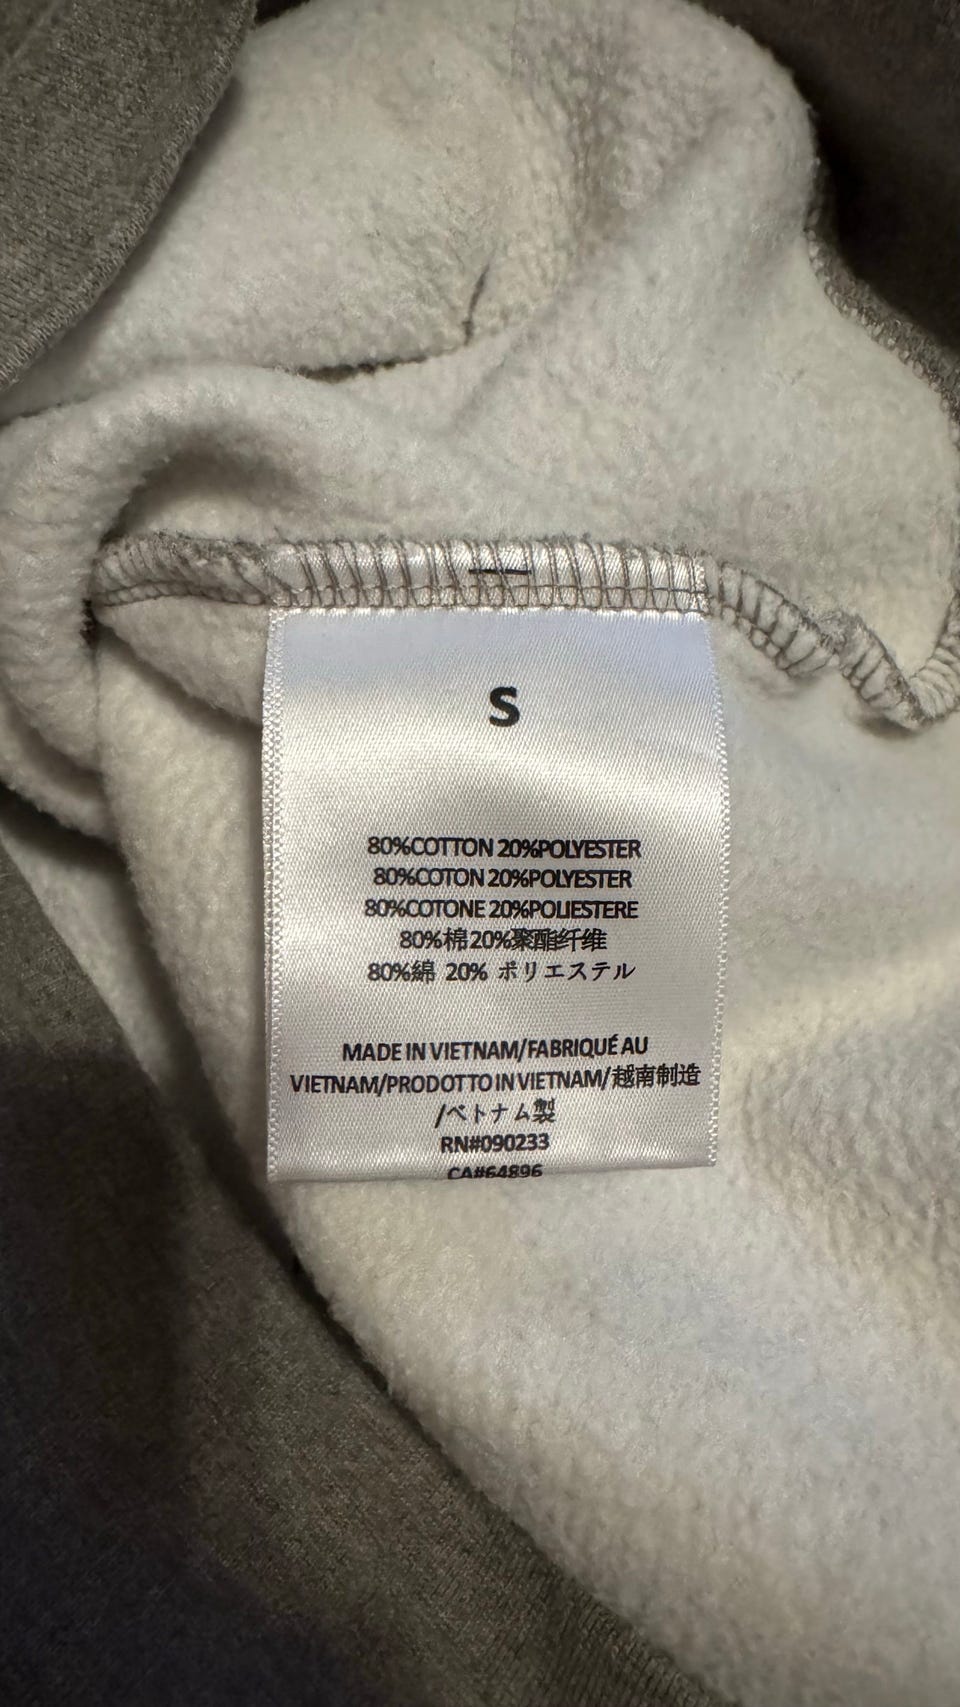 S
80%COTTON 20%POLYESTER
80%COTON 20%POLYESTER
80%COTONE 20%POLIESTERE
80%棉20%聚酯纤维
80%綿 20% ポリエステル
MADE IN VIETNAM/FABRIQUÉ AU
VIETNAM/PRODOTTO IN VIETNAM/越南制造
/ベトナム製
RN#090233
CA#64896